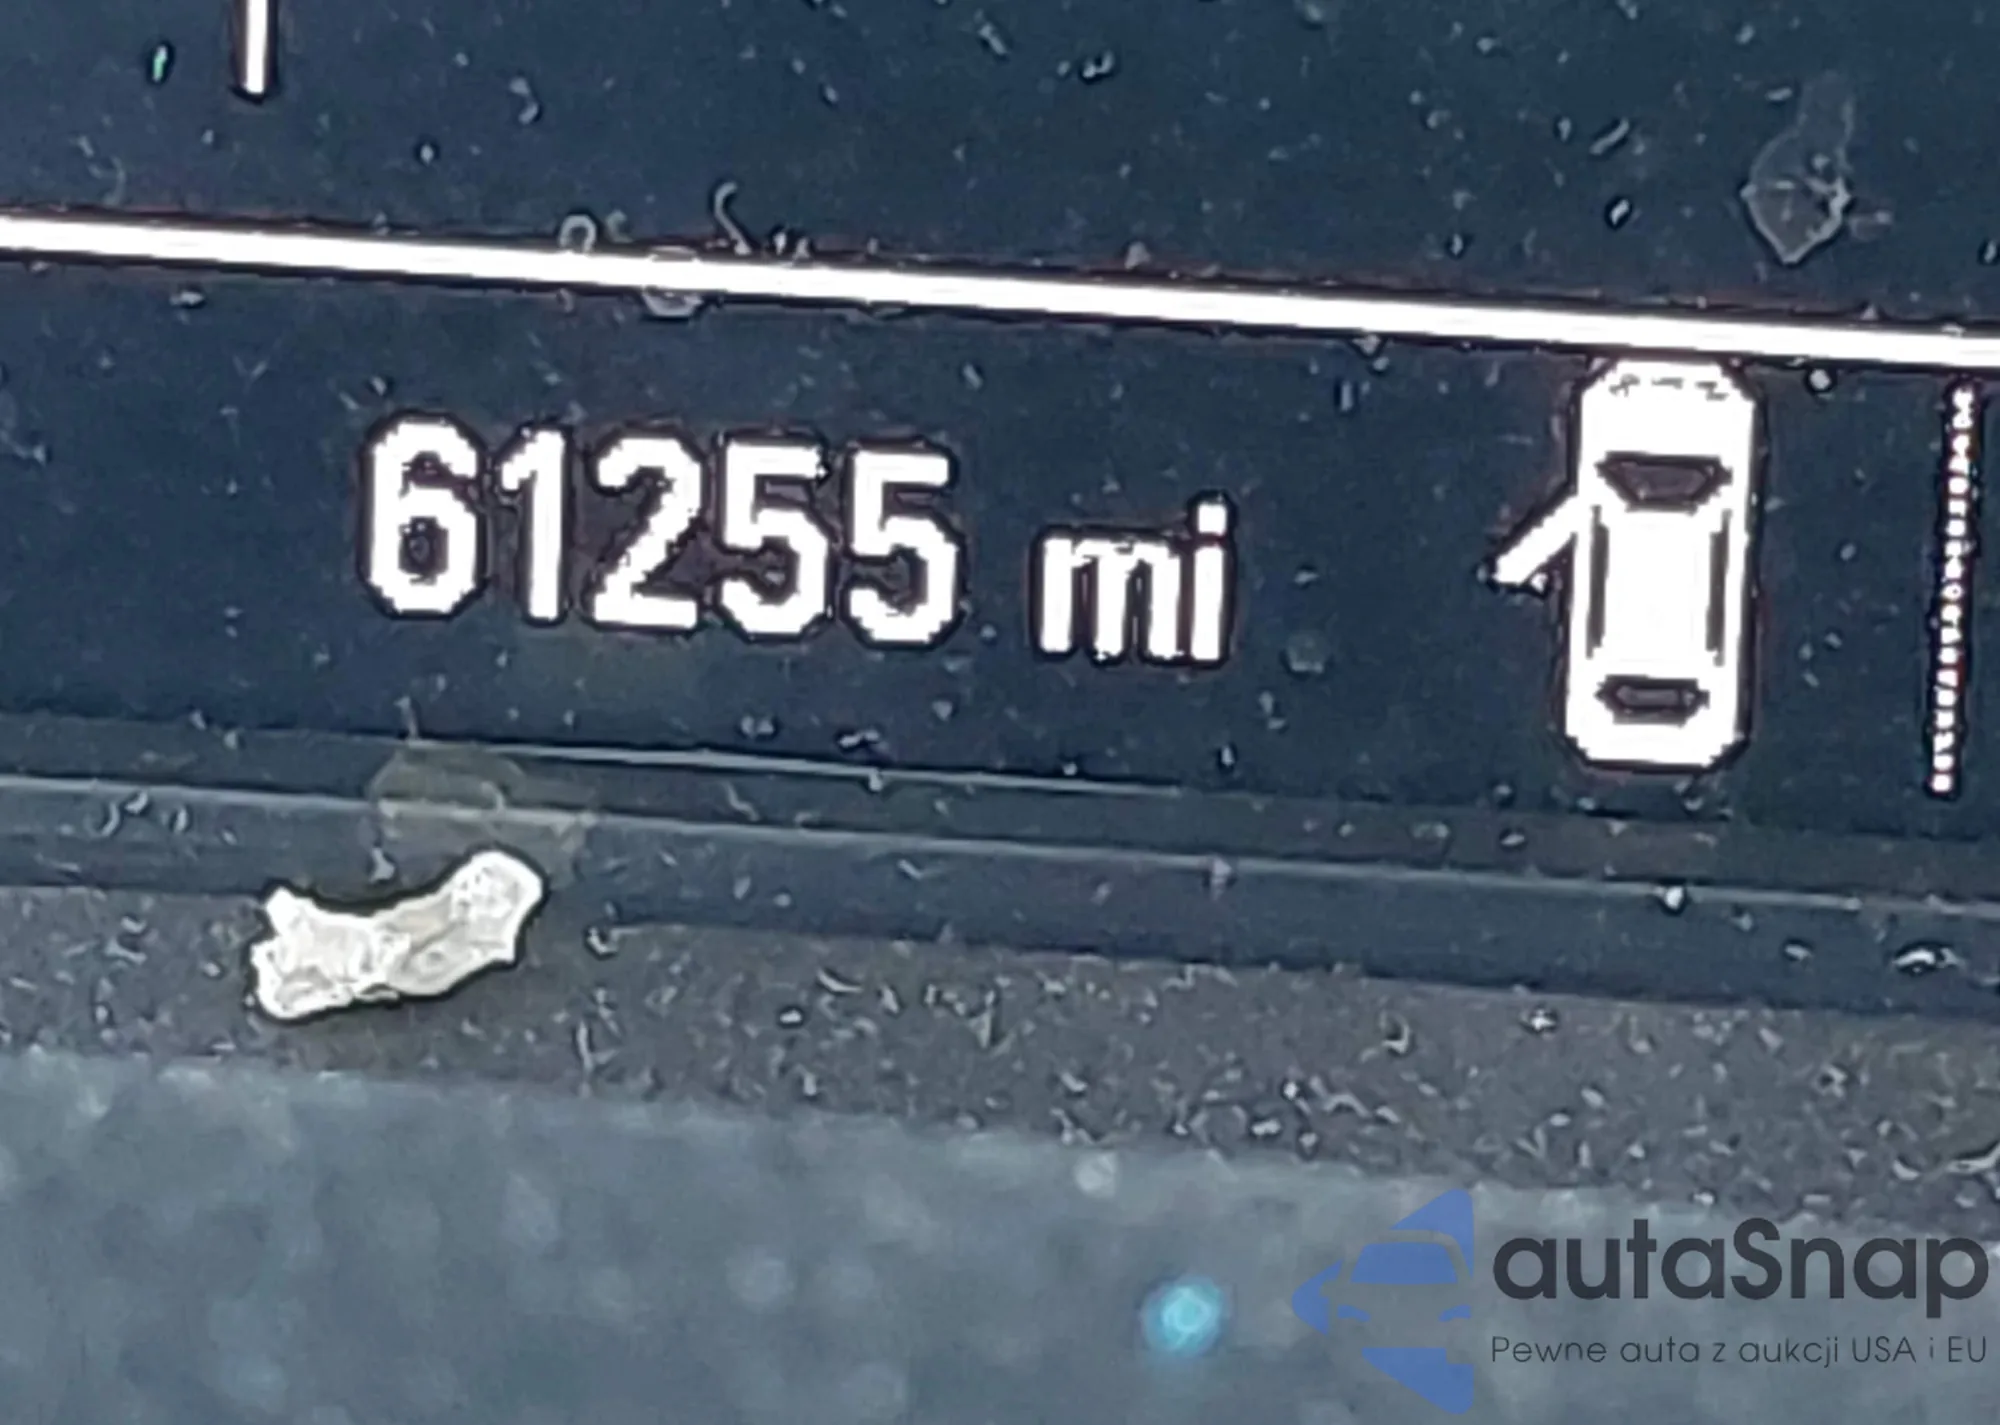 61255 mi
autaSnap
Pewne auta z aukcji USA i EU